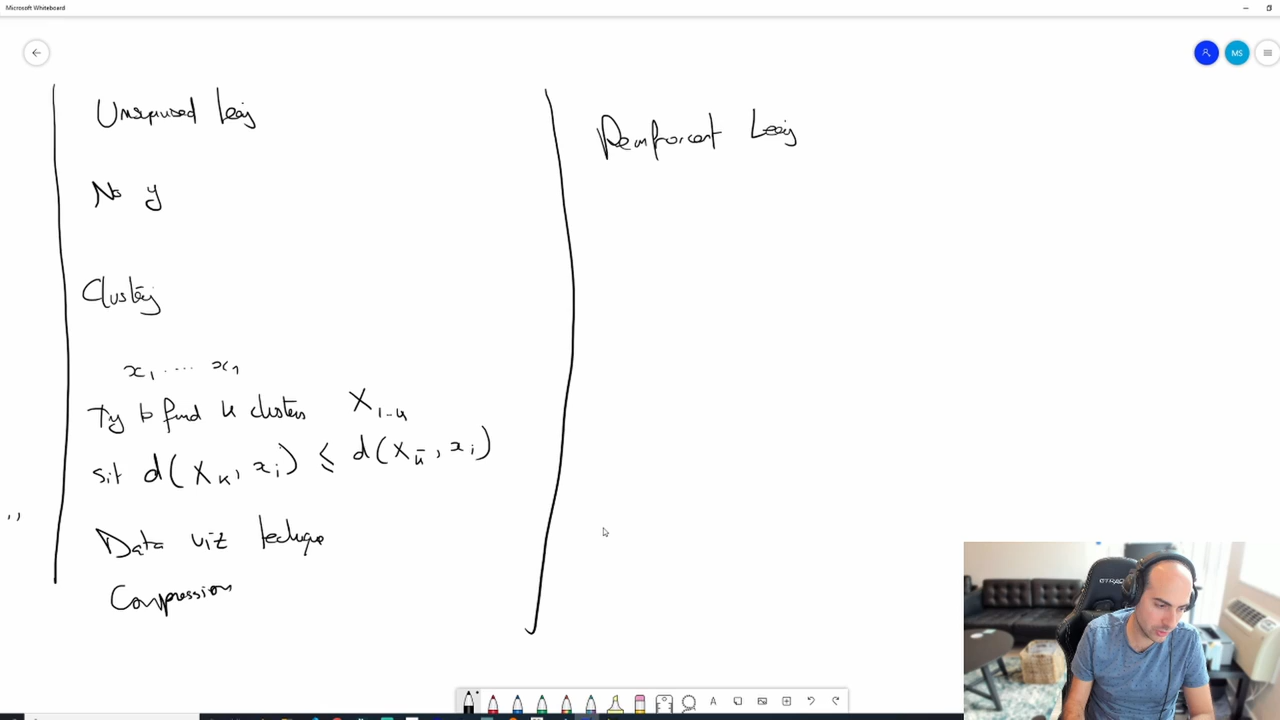 Microsoft Whiteboard
MS
Unsupervised Learning
No y
Clustering
x₁ .... xₙ
Try to find k clusters X₁₋ₖ
s.t d(Xₖ, xᵢ) ≤ d(Xₖ̄, xᵢ)
Data viz technique
Compression
Reinforcement Learning